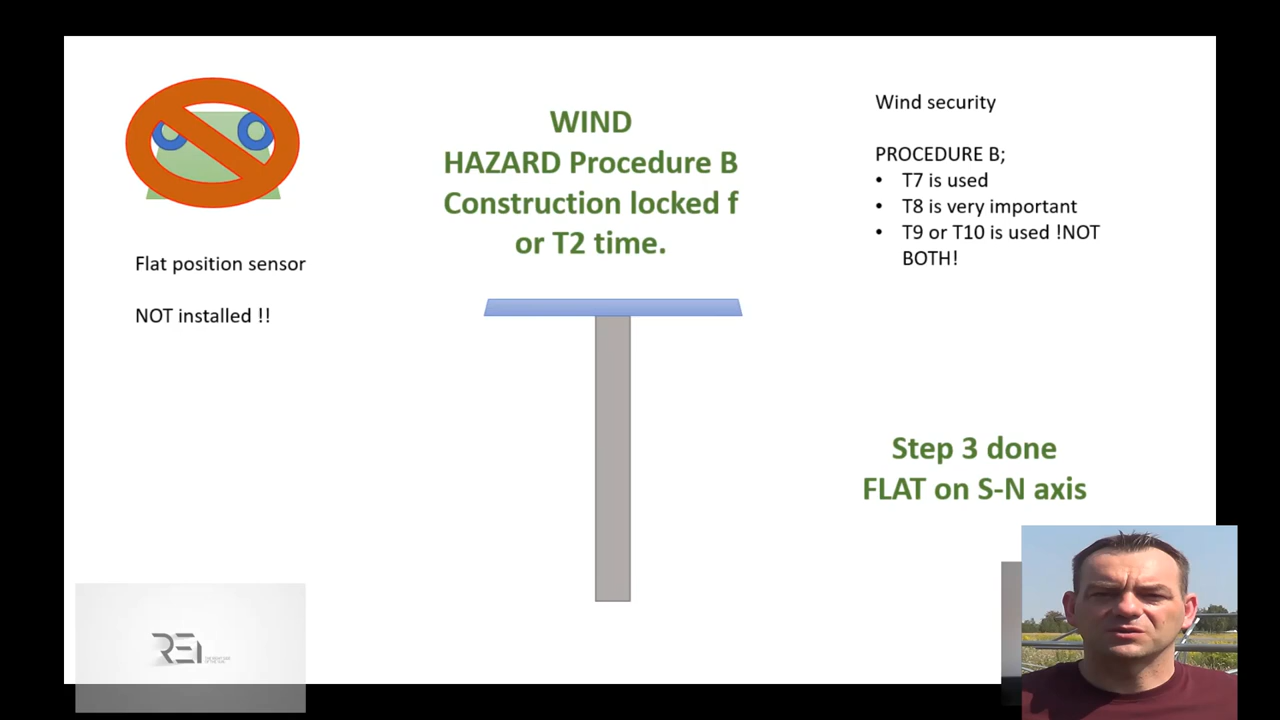 WIND
HAZARD Procedure B
Construction locked f
or T2 time.
Flat position sensor
NOT installed !!
Wind security
PROCEDURE B;
• T7 is used
• T8 is very important
• T9 or T10 is used !NOT
BOTH!
Step 3 done
FLAT on S-N axis
REI